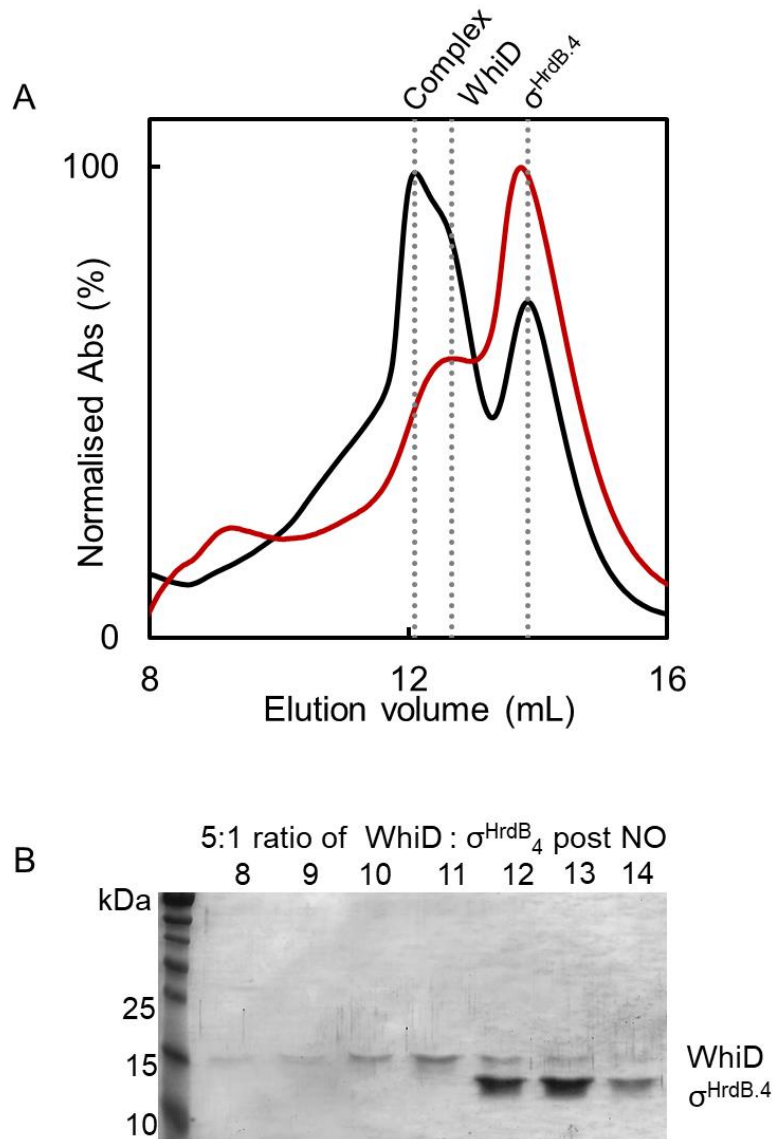 A
Complex
WhiD
σHrdB.4
100
Normalised Abs (%)
0
8
12
16
Elution volume (mL)
B
5:1 ratio of WhiD : σHrdB4 post NO
kDa
8 9 10 11 12 13 14
25
15
10
WhiD
σHrdB.4